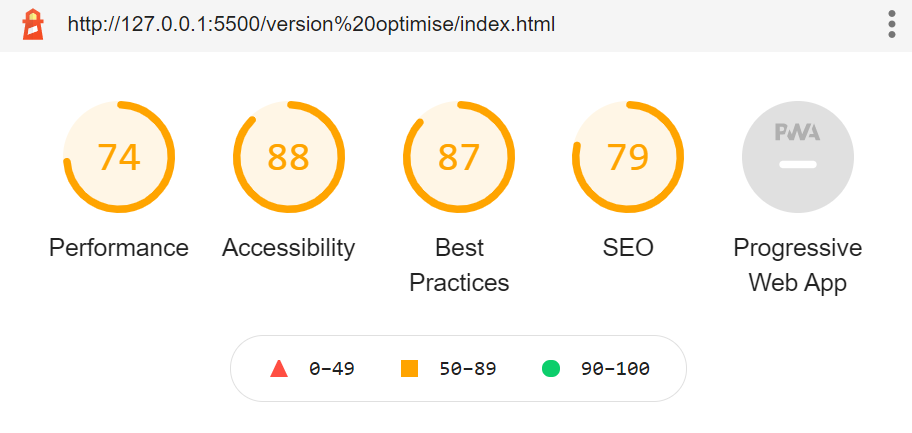 http://127.0.0.1:5500/version%20optimise/index.html
74 88 87 79 PWA
Performance Accessibility Best Practices SEO Progressive Web App
0–49 50–89 90–100